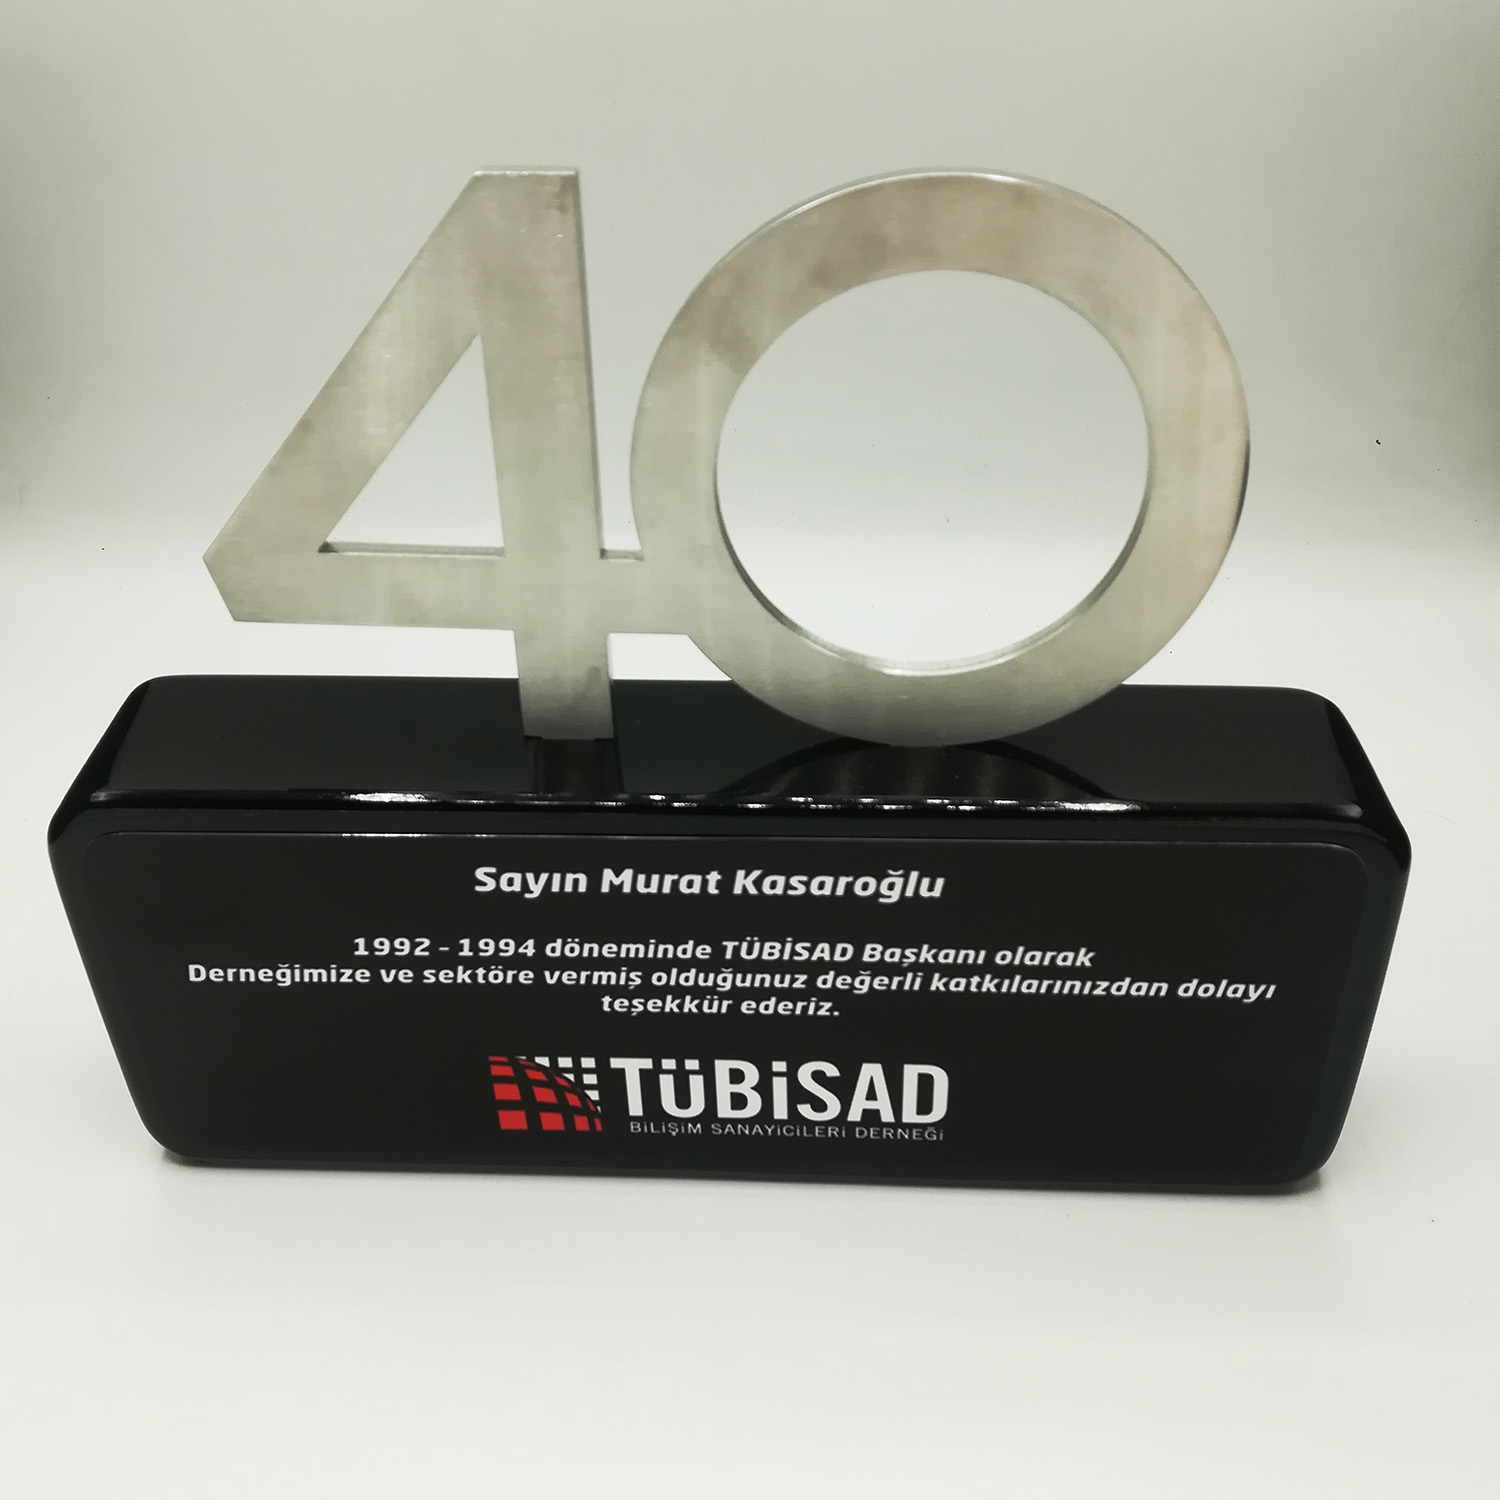 40
Sayın Murat Kasaroğlu
1992 - 1994 döneminde TÜBİSAD Başkanı olarak
Derneğimize ve sektöre vermiş olduğunuz değerli katkılarınızdan dolayı
teşekkür ederiz.
TÜBİSAD
BİLİŞİM SANAYİCİLERİ DERNEĞİ